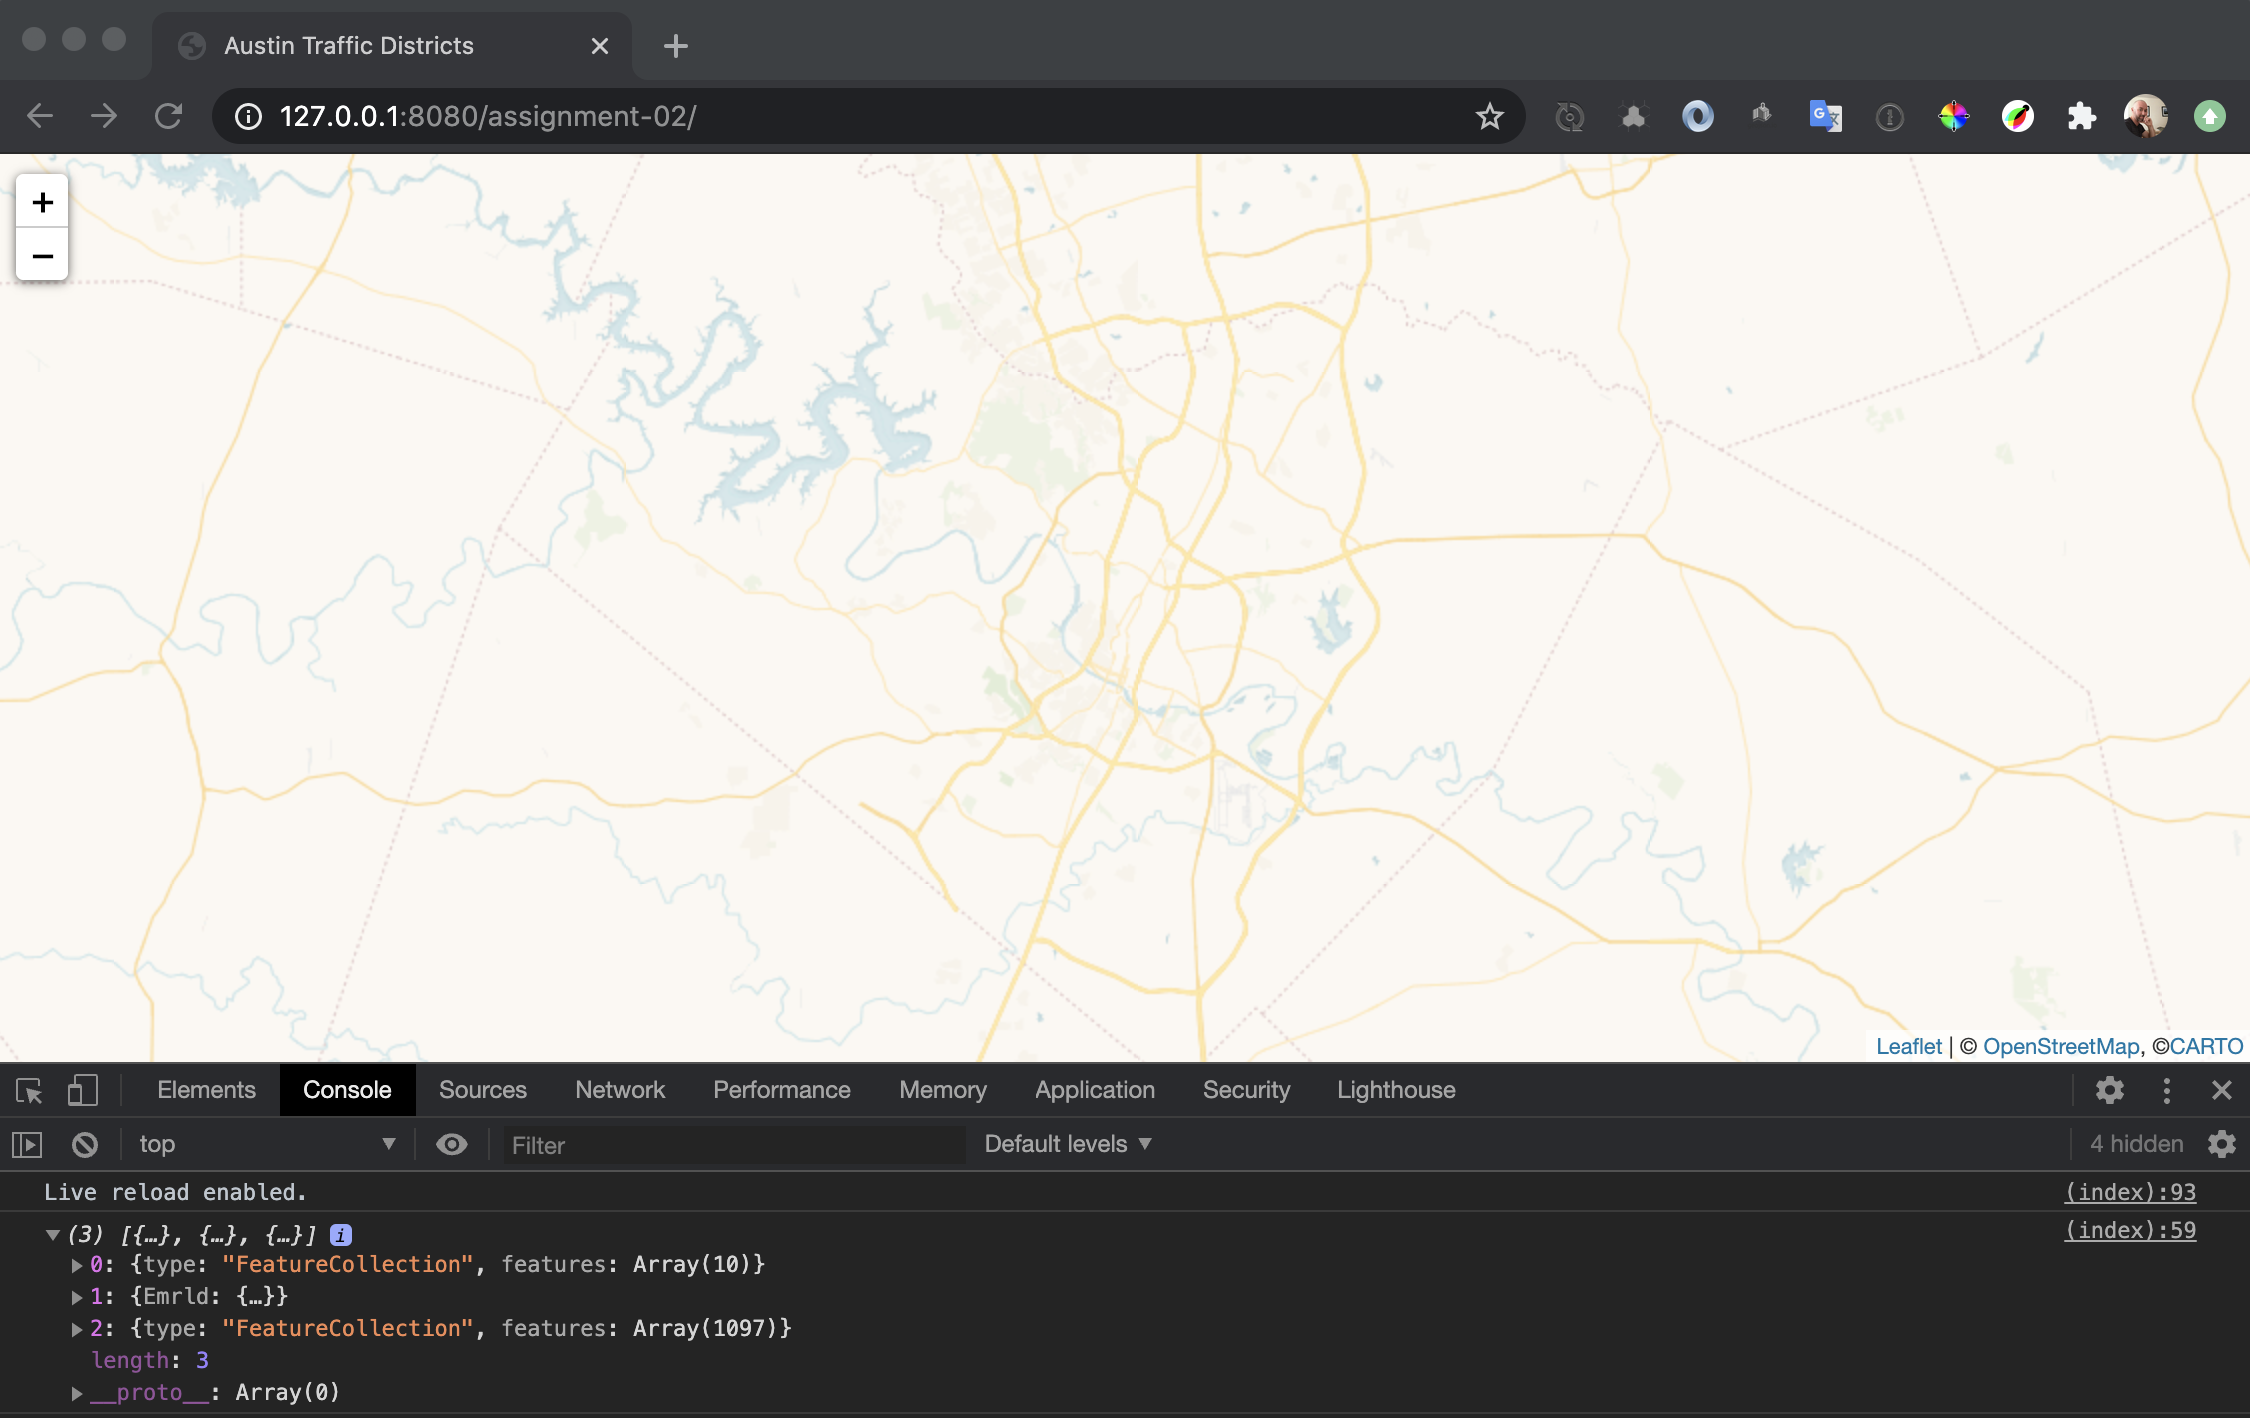 Austin Traffic Districts
127.0.0.1:8080/assignment-02/
+
−
Leaflet | © OpenStreetMap, ©CARTO
Elements Console Sources Network Performance Memory Application Security Lighthouse
top Filter Default levels 4 hidden
Live reload enabled. (index):93
(3) [{…}, {…}, {…}] i (index):59
0: {type: "FeatureCollection", features: Array(10)}
1: {Emrld: {…}}
2: {type: "FeatureCollection", features: Array(1097)}
length: 3
__proto__: Array(0)